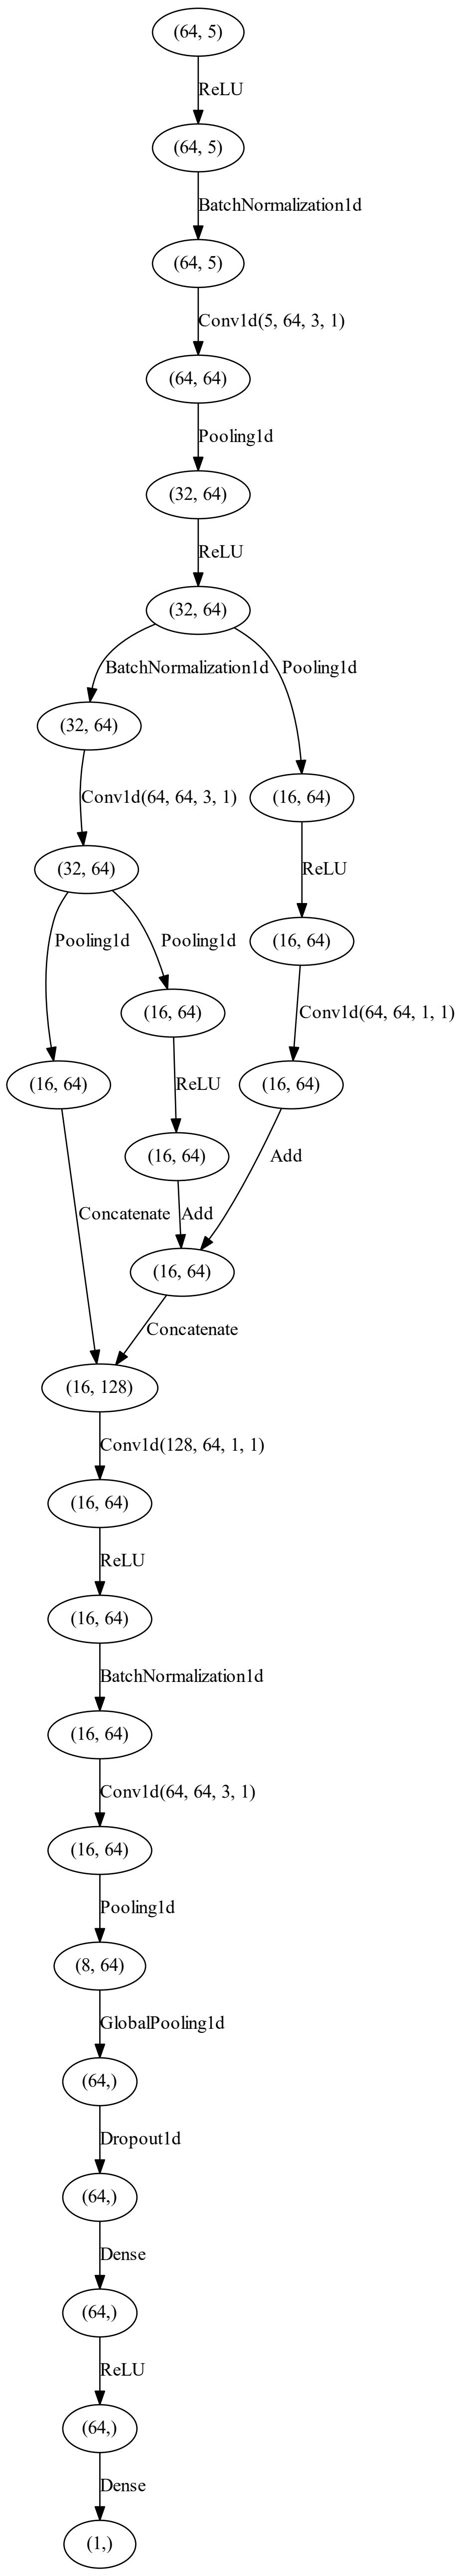 (64, 5)
ReLU
(64, 5)
BatchNormalization1d
(64, 5)
Conv1d(5, 64, 3, 1)
(64, 64)
Pooling1d
(32, 64)
ReLU
(32, 64)
BatchNormalization1d Pooling1d
(32, 64)
Conv1d(64, 64, 3, 1) (16, 64)
(32, 64) ReLU
Pooling1d Pooling1d (16, 64)
(16, 64) Conv1d(64, 64, 1, 1)
(16, 64) ReLU (16, 64)
(16, 64) Add
Concatenate Add
(16, 64)
Concatenate
(16, 128)
Conv1d(128, 64, 1, 1)
(16, 64)
ReLU
(16, 64)
BatchNormalization1d
(16, 64)
Conv1d(64, 64, 3, 1)
(16, 64)
Pooling1d
(8, 64)
GlobalPooling1d
(64,)
Dropout1d
(64,)
Dense
(64,)
ReLU
(64,)
Dense
(1,)